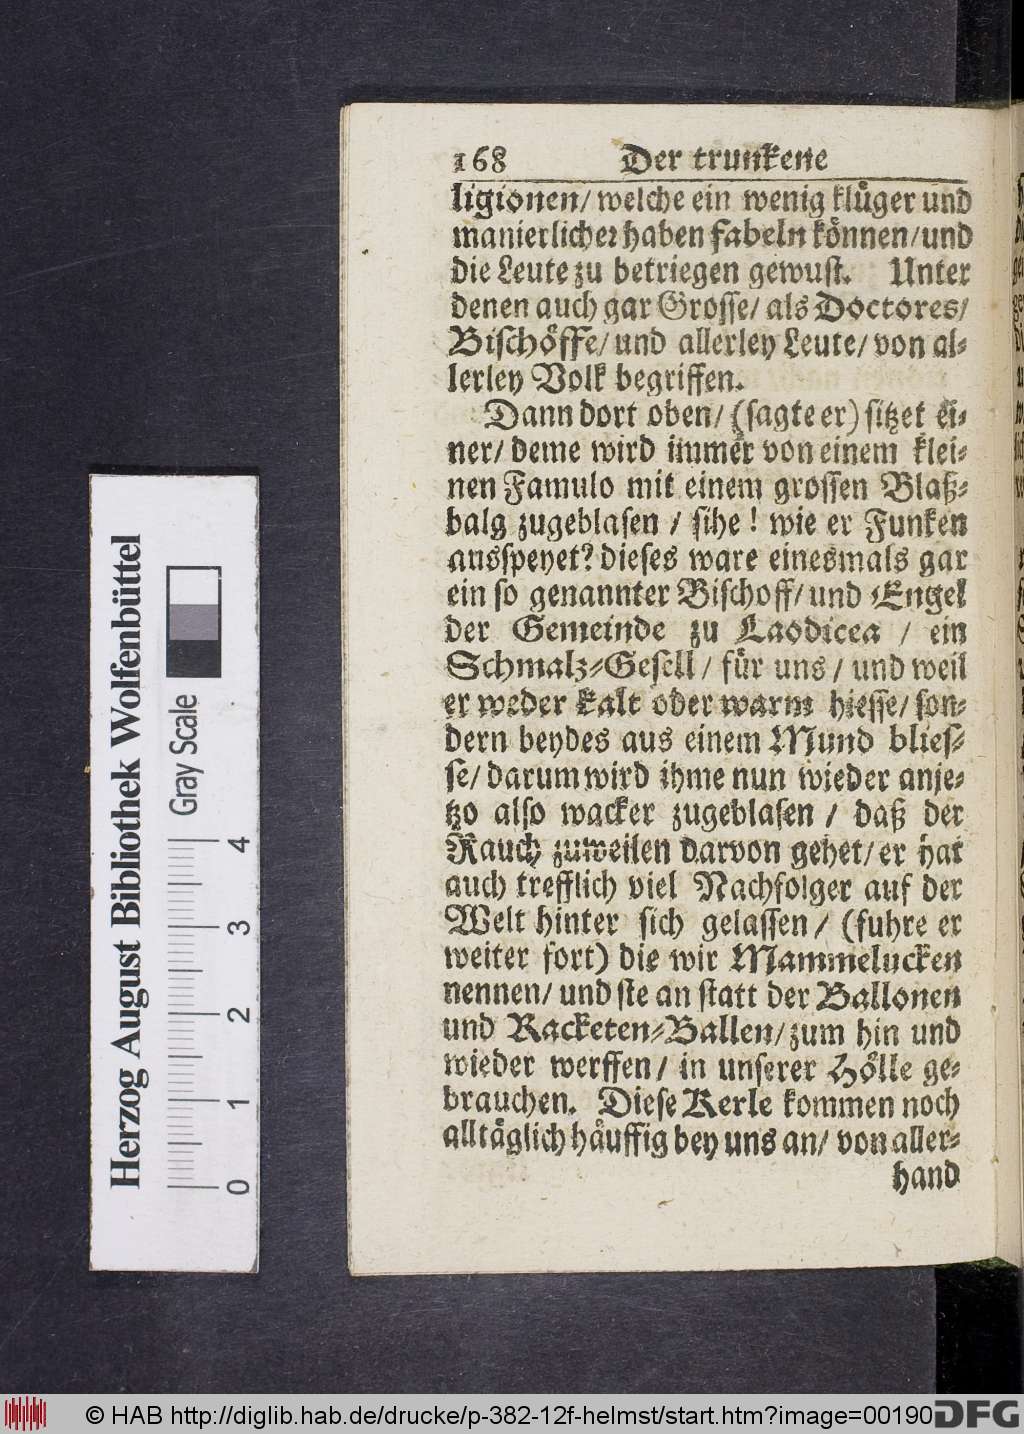 168 Der trunkene
ligionen/ welche ein wenig klüger und
manierlicher haben fabeln können/ und
die Leute zu betriegen gewust. Unter
denen auch gar Grosse/ als Doctores/
Bischöffe/ und allerley Leute/ von al-
lerley Volk begriffen.
Dann dort oben/ (sagte er) sitzet ei-
ner/ deme wird immer von einem klei-
nen Famulo mit einem grossen Blaß-
balg zugeblasen / sihe! wie er Funken
ausspeyet? dieses ware einesmals gar
ein so genannter Bischoff/ und Engel
der Gemeinde zu Laodicea / ein
Schmalz-Gesell/ für uns / und weil
er weder kalt oder warm hiesse/ son-
dern beydes aus einem Mund blies-
se/ darum wird ihme nun wieder anje-
tzo also wacker zugeblasen / daß der
Rauch zuweilen darvon gehet/ er hat
auch trefflich viel Nachfolger auf der
Welt hinter sich gelassen/ (fuhre er
weiter fort) die wir Mammelucken
nennen/ und sie an statt der Ballonen
und Racketen-Ballen/ zum hin und
wieder werffen/ in unserer Hölle ge-
brauchen. Diese Kerle kommen noch
alltäglich häuffig bey uns an/ von aller-
hand
Herzog August Bibliothek Wolfenbüttel
Gray Scale
0 1 2 3 4
© HAB http://diglib.hab.de/drucke/p-382-12f-helmst/start.htm?image=00190
DFG